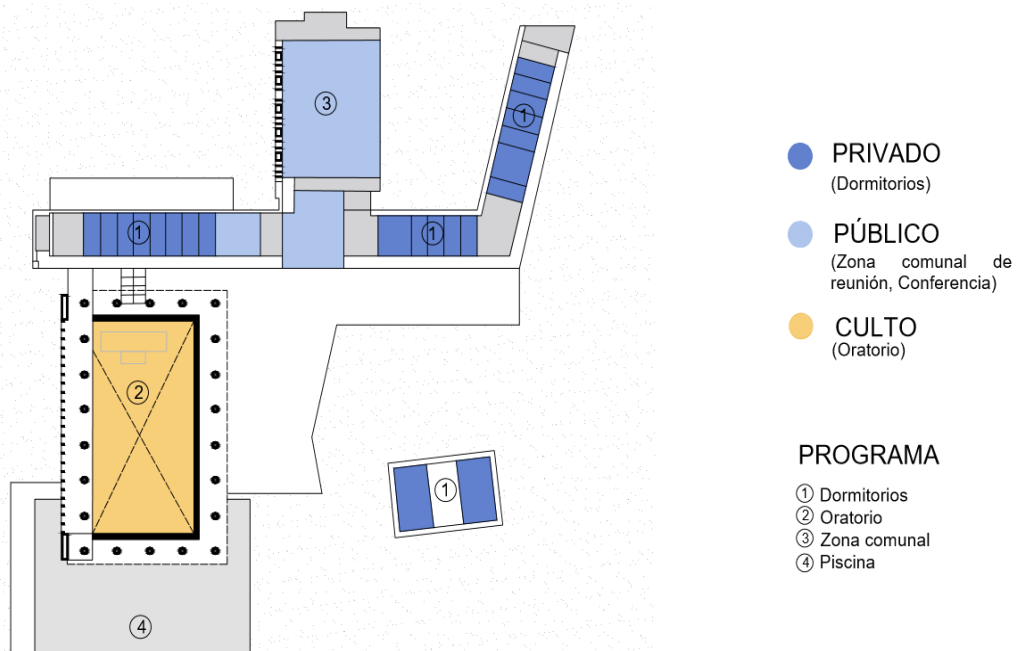 ③
①
①
①
②
①
④
PRIVADO
(Dormitorios)
PÚBLICO
(Zona comunal de
reunión, Conferencia)
CULTO
(Oratorio)
PROGRAMA
① Dormitorios
② Oratorio
③ Zona comunal
④ Piscina